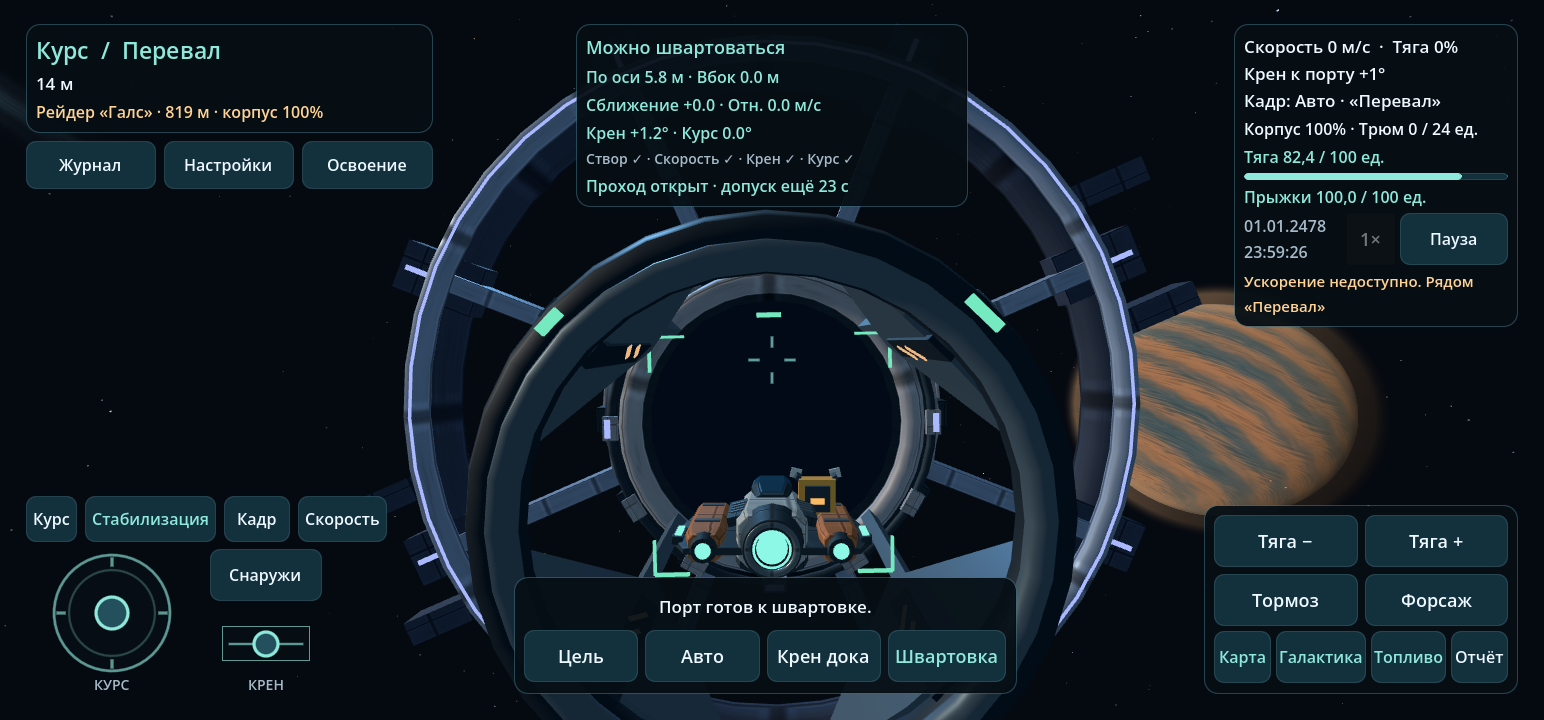 Курс / Перевал
14 м
Рейдер «Галс» · 819 м · корпус 100%
Журнал
Настройки
Освоение
Можно швартоваться
По оси 5.8 м · Вбок 0.0 м
Сближение +0.0 · Отн. 0.0 м/с
Крен +1.2° · Курс 0.0°
Створ ✓ · Скорость ✓ · Крен ✓ · Курс ✓
Проход открыт · допуск ещё 23 с
Скорость 0 м/с · Тяга 0%
Крен к порту +1°
Кадр: Авто · «Перевал»
Корпус 100% · Трюм 0 / 24 ед.
Тяга 82,4 / 100 ед.
Прыжки 100,0 / 100 ед.
01.01.2478
23:59:26
1×
Пауза
Ускорение недоступно. Рядом
«Перевал»
Курс
Стабилизация
Кадр
Скорость
Снаружи
КУРС
КРЕН
Порт готов к швартовке.
Цель
Авто
Крен дока
Швартовка
Тяга −
Тяга +
Тормоз
Форсаж
Карта
Галактика
Топливо
Отчёт